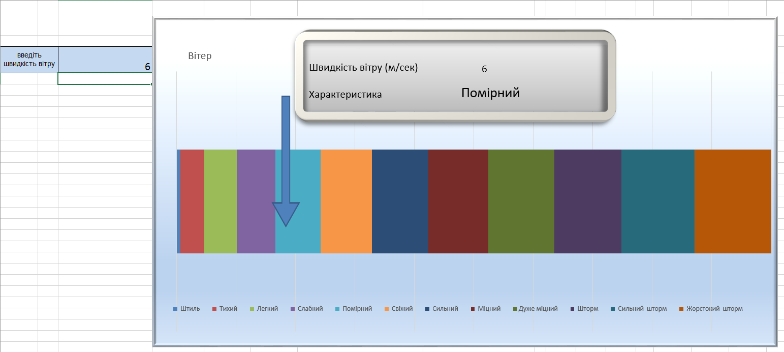 введіть
швидкість вітру
6
Вітер
Швидкість вітру (м/сек) 6
Характеристика Помірний
Штиль Тихий Легкий Слабкий Помірний Свіжий Сильний Міцний Дуже міцний Шторм Сильний шторм Жорстокий шторм